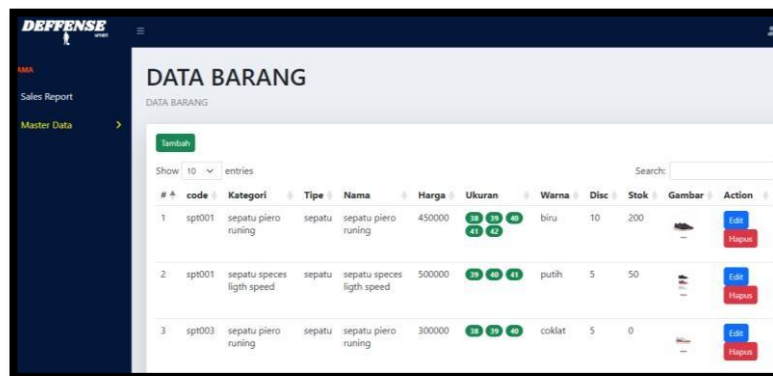 DEFFENSE
SPORT
AMA
Sales Report
Master Data
DATA BARANG
DATA BARANG
Tambah
Show 10 entries Search:
# code Kategori Tipe Nama Harga Ukuran Warna Disc Stok Gambar Action
1 spt001 sepatu piero sepatu sepatu piero 450000 38 39 40 biru 10 200 Edit
runing runing 41 42 Hapus
2 spt001 sepatu speces sepatu sepatu speces 500000 39 40 41 putih 5 50 Edit
ligth speed ligth speed Hapus
3 spt003 sepatu piero sepatu sepatu piero 300000 38 39 40 coklat 5 0 Edit
runing runing Hapus